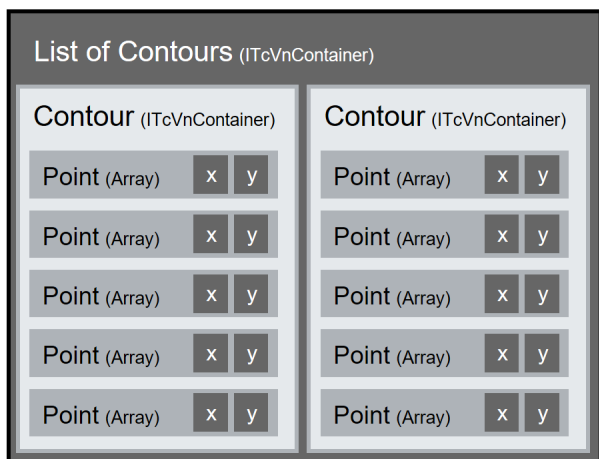 List of Contours (ITcVnContainer)
Contour (ITcVnContainer)
Point (Array) x y
Point (Array) x y
Point (Array) x y
Point (Array) x y
Point (Array) x y
Contour (ITcVnContainer)
Point (Array) x y
Point (Array) x y
Point (Array) x y
Point (Array) x y
Point (Array) x y